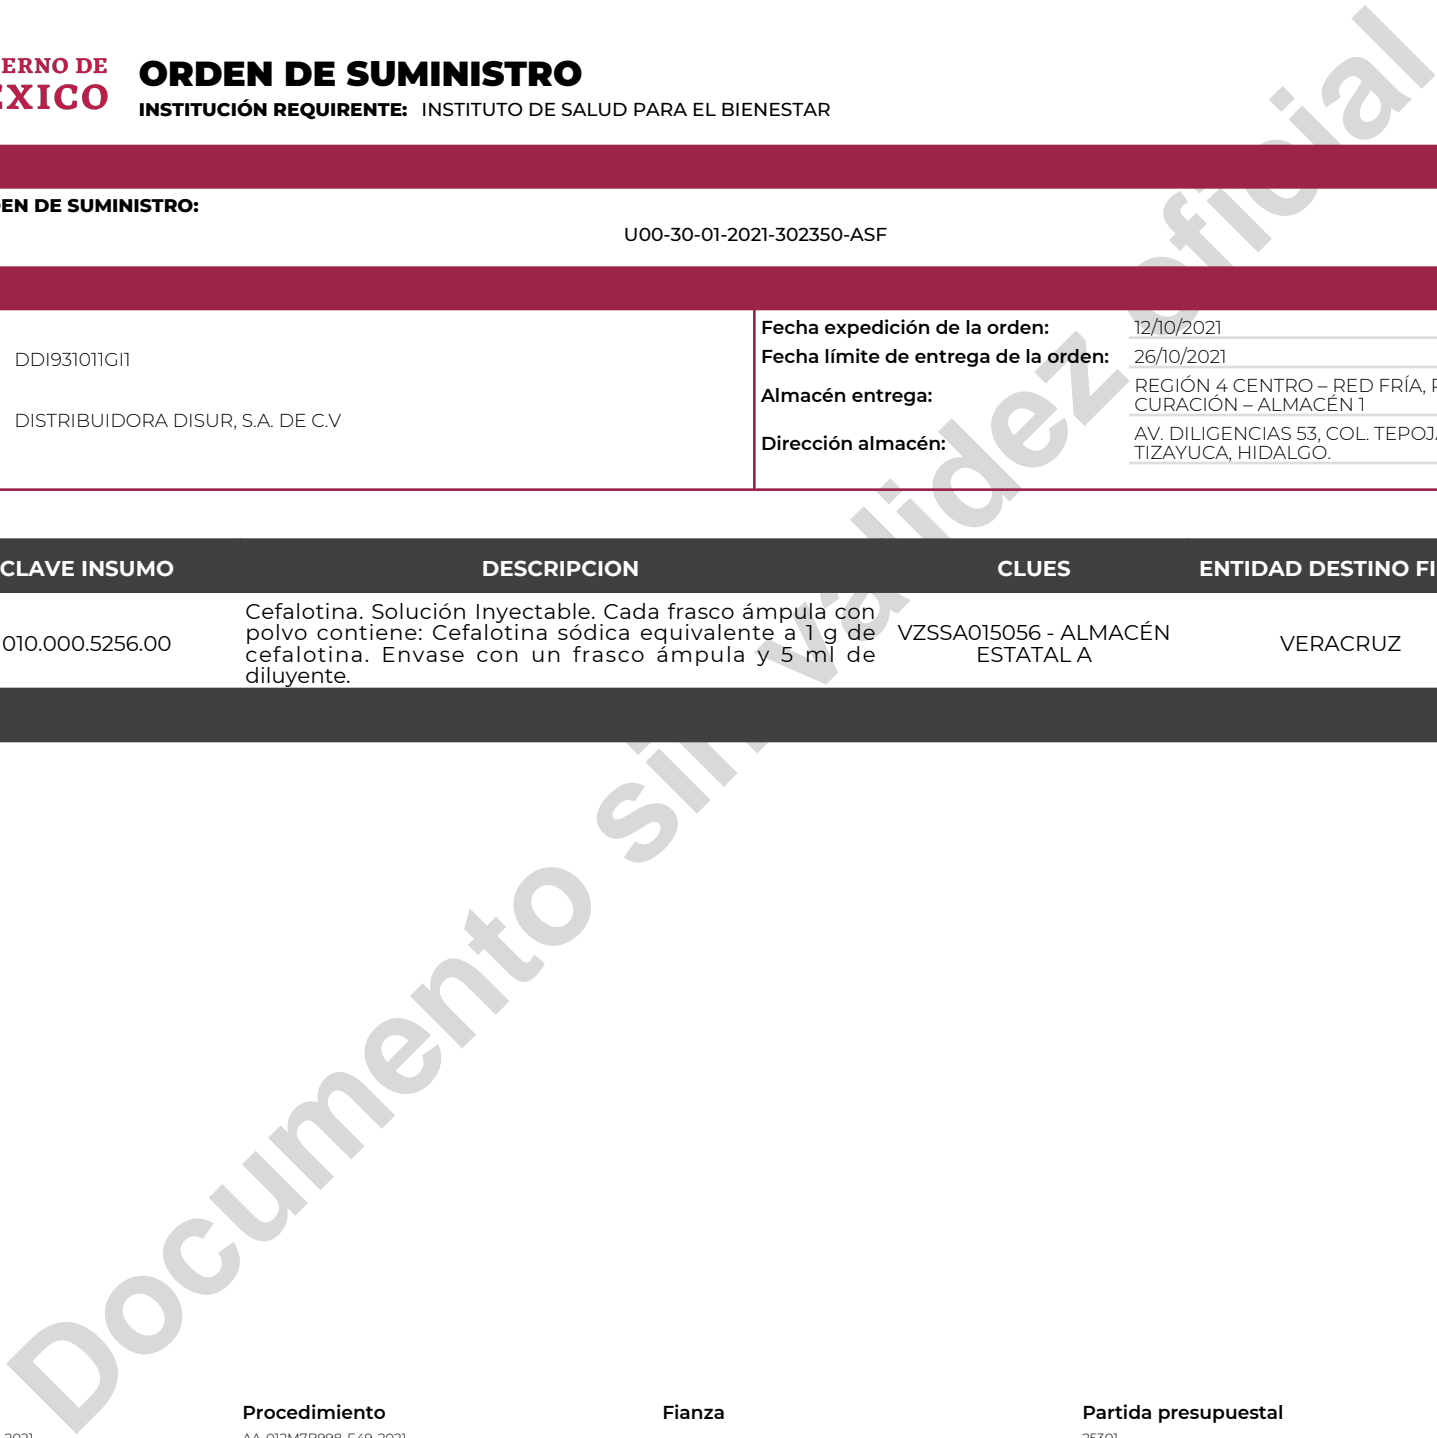 ERNO DE
ORDEN DE SUMINISTRO
INSTITUCIÓN REQUIRENTE: INSTITUTO DE SALUD PARA EL BIENESTAR
EN DE SUMINISTRO:
U00-30-01-2021-302350-ASF
DDI931011GI1
DISTRIBUIDORA DISUR, S.A. DE C.V
Fecha expedición de la orden: 12/10/2021
Fecha límite de entrega de la orden: 26/10/2021
Almacén entrega: REGIÓN 4 CENTRO – RED FRÍA,
CURACIÓN – ALMACÉN 1
Dirección almacén: AV. DILIGENCIAS 53, COL. TEPOJ
TIZAYUCA, HIDALGO.
CLAVE INSUMO DESCRIPCION CLUES ENTIDAD DESTINO FI
010.000.5256.00
Cefalotina. Solución Inyectable. Cada frasco ámpula con
polvo contiene: Cefalotina sódica equivalente a 1 g de
cefalotina. Envase con un frasco ámpula y 5 ml de
diluyente.
VZSSA015056 - ALMACÉN
ESTATAL A
VERACRUZ
Documento sin validez oficial
Procedimiento Fianza Partida presupuestal